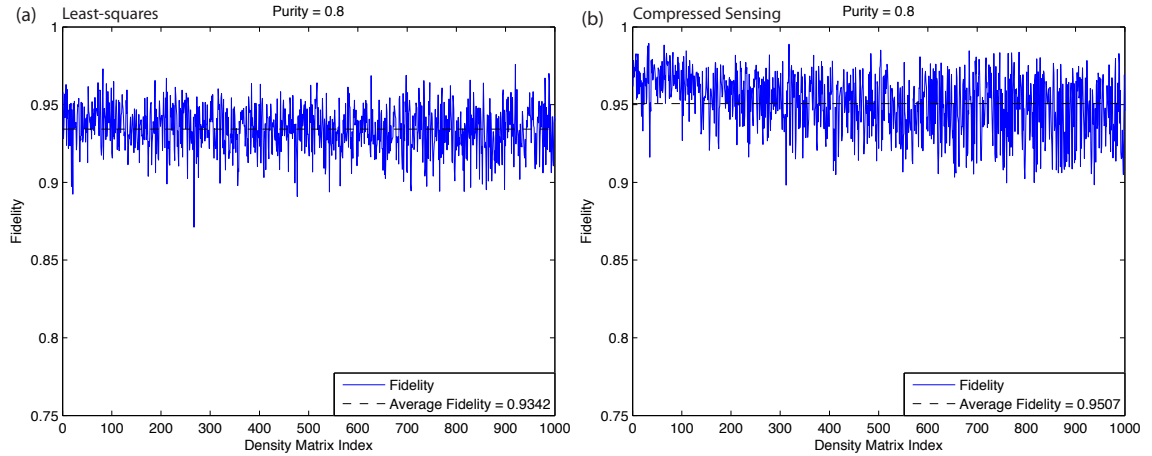 (a) Least-squares
Purity = 0.8
1
0.95
0.9
0.85
0.8
0.75
Fidelity
0 100 200 300 400 500 600 700 800 900 1000
Density Matrix Index
Fidelity
Average Fidelity = 0.9342
(b) Compressed Sensing
Purity = 0.8
1
0.95
0.9
0.85
0.8
0.75
Fidelity
0 100 200 300 400 500 600 700 800 900 1000
Density Matrix Index
Fidelity
Average Fidelity = 0.9507